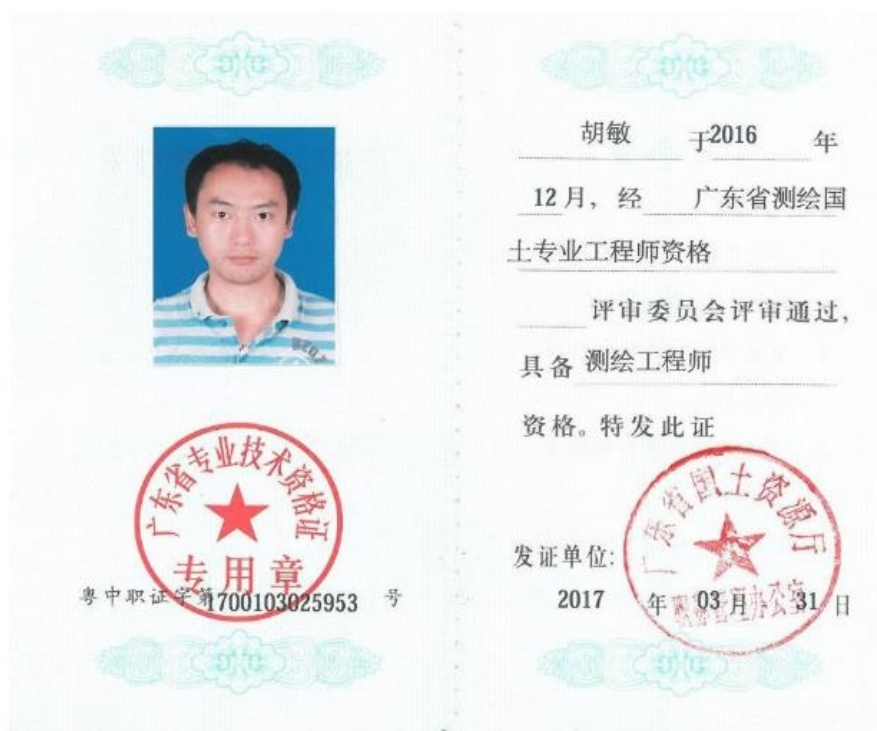 广东省专业技术资格证
专用章
粤中职证字第1700103025953 号
胡敏 于2016 年
12月，经 广东省测绘国
土专业工程师资格
评审委员会评审通过，
具备 测绘工程师
资格。特发此证
广东省国土资源厅
发证单位:
2017 年 03月 31 日